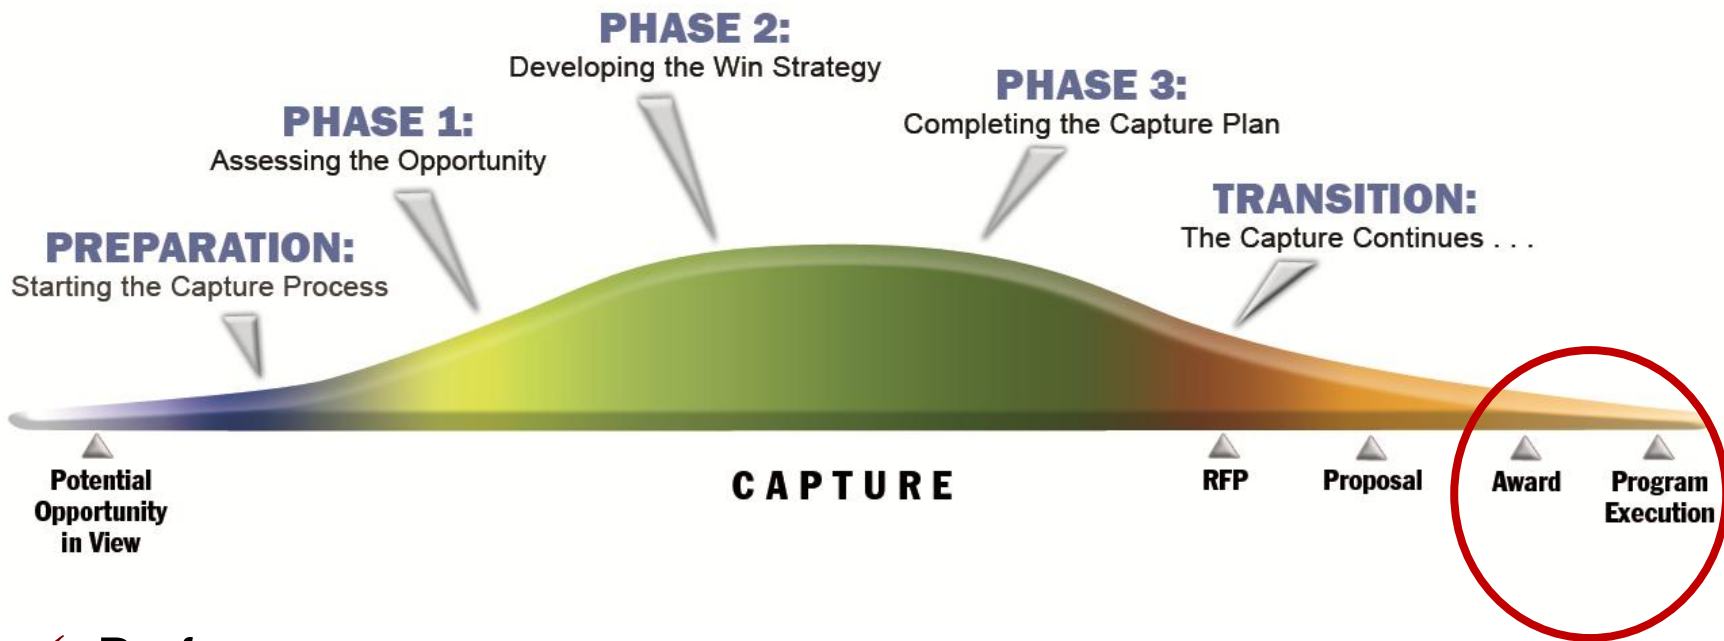 PHASE 2:
Developing the Win Strategy
PHASE 3:
Completing the Capture Plan
PHASE 1:
Assessing the Opportunity
TRANSITION:
The Capture Continues . . .
PREPARATION:
Starting the Capture Process
Potential
Opportunity
in View
CAPTURE
RFP
Proposal
Award
Program
Execution